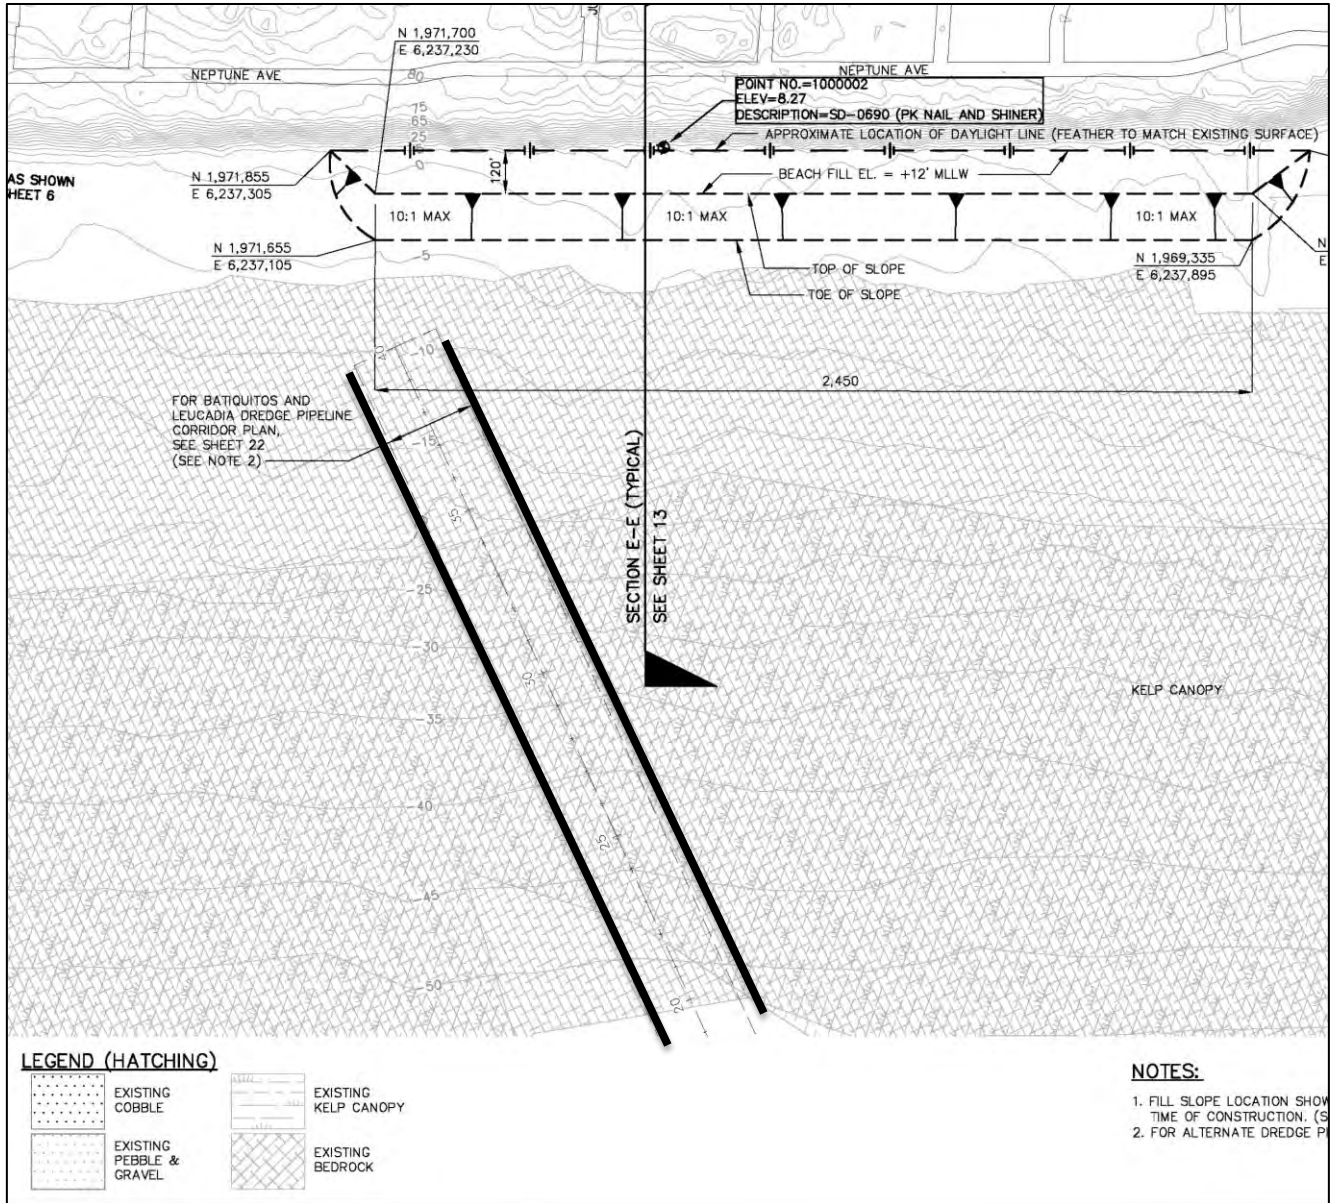 N 1,971,700
E 6,237,230
NEPTUNE AVE
NEPTUNE AVE
80
75
65
25
0
POINT NO.=1000002
ELEV=8.27
DESCRIPTION=SD-0690 (PK NAIL AND SHINER)
APPROXIMATE LOCATION OF DAYLIGHT LINE (FEATHER TO MATCH EXISTING SURFACE)
AS SHOWN
HEET 6
N 1,971,855
E 6,237,305
120'
BEACH FILL EL. = +12' MLLW
10:1 MAX
10:1 MAX
10:1 MAX
N 1,971,655
E 6,237,105
-5
TOP OF SLOPE
TOE OF SLOPE
N 1,969,335
E 6,237,895
N
E
40
-10
2,450
FOR BATIQUITOS AND
LEUCADIA DREDGE PIPELINE
CORRIDOR PLAN,
SEE SHEET 22
(SEE NOTE 2)
-15
35
SECTION E-E (TYPICAL)
SEE SHEET 13
-25
-30
30
-35
KELP CANOPY
-40
25
-45
-50
20
LEGEND (HATCHING)
EXISTING
COBBLE
EXISTING
KELP CANOPY
EXISTING
PEBBLE &
GRAVEL
EXISTING
BEDROCK
NOTES:
1. FILL SLOPE LOCATION SHOW
TIME OF CONSTRUCTION. (S
2. FOR ALTERNATE DREDGE PI